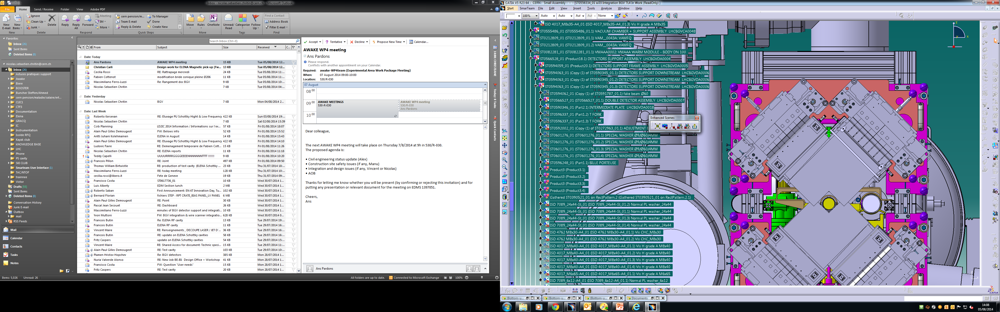 Inbox - nicolas.sebastien.chritin@cern.ch - Microsoft Outlook
File Home Send / Receive Folder View Adobe PDF
New E-mail
New Items
Ignore
Clean Up
Junk
Delete
Reply
Reply All
Forward
Meeting
IM
More
cern pension/m...
Team E-mail
Reply & Delete
To Manager
Done
Create New
Move
Rules
OneNote
Unread/ Read
Categorize
Follow Up
Find a Contact
Address Book
Filter E-mail
New Delete Respond Quick Steps Move Tags Find
Favorites
Inbox (26)
Sent Items
Deleted Items (8)
nicolas.sebastien.chritin@cern.ch
Inbox (26)
Astuces pratiques support
Awake
Biere
BOOSTER
Buncher Steffen/Ahmed
cern pension/maladie/salaire/ert...
CLIC1
CTF3
Documentation
Elena
GRACQ
IC
Instrumentation
Isolde RFQ
Kayak club
kNOWLEDGE BASE
LHC
Phone
PS cavity
SKI CLUB
Smarteam User Interface (1)
TAC/NTOF
trainnee
Victor
Drafts [55]
Sent Items
Deleted Items (8)
Conversation History
Junk E-mail
Outbox
mail
RSS Feeds
Mail
Calendar
Contacts
Tasks
Notes
Items: 5,026 Unread: 26
Search Inbox (Ctrl+E)
From Subject Size Received C...
Date: Today
Ans Pardons AWAKE WP4 meeting 15 KB Tue 05/08/2014 12...
Christian Carli Design work for ELENA Magnetic pick-up [Fw... 13 KB Tue 05/08/2014 12...
Cecilia Rossi RE: Rattrapage mercredi 24 KB Tue 05/08/2014 11:...
Fabien Cottenot modification bride conique pleine Ø206 11 KB Tue 05/08/2014 11:...
Massimiliano Ferro-Luzzi Re: Rangement doc BGV 9 KB Tue 05/08/2014 10:...
Nicolas Sebastien Chritin 7 KB Tue 05/08/2014 04:...
Date: Yesterday
Nicolas Sebastien Chritin BGV 7 KB Mon 04/08/2014 2...
Date: Last Week
Roberto Kersevan RE: Etuvage PU Schottky Hight & Low Frequency 422 KB Sun 03/08/2014 19:...
Nicolas Sebastien Chritin 7 KB Sat 02/08/2014 15:39
Ccrb Planning LD2IC 2014 Information / Informations sur l'ex... 57 KB Fri 01/08/2014 18:07
Alain Paul Gilles Demougeot FW: Belows info 52 KB Fri 01/08/2014 15:52
Antti Juhani Kolehmainen ELENA in August 14 KB Fri 01/08/2014 15:43
Alain Paul Gilles Demougeot RE: Etuvage PU Schottky Hight & Low Frequency 422 KB Fri 01/08/2014 14:10
Ludovic Favre RE: Demenagement temporaire de Fabien Cott... 15 KB Fri 01/08/2014 11:26
Nicolas Sebastien Chritin RE: ELENA reports 11 KB Fri 01/08/2014 11:18
Teddy Capelli Fri 01/08/2014 10:20
Francois Pillon RE: Joint 497 KB Fri 01/08/2014 09:50
Thomas William Birtwistle RE: production of test cavity (ELENA Schottky ... 23 KB Thu 31/07/2014 18:...
Massimiliano Ferro-Luzzi RE: today meeting 128 KB Thu 31/07/2014 10:...
cecilia.rossi@libero.it Fete de Geneve 19 KB Thu 31/07/2014 09:...
Francisco Costa ST0617736_01 10 KB Wed 30/07/2014 1...
Luis Alberty EDM Section lunch 2 MB Wed 30/07/2014 1...
Roberto Saban First Announcement: EN-KT Innovation Day, Tu... 102 KB Wed 30/07/2014 1...
Bernard Florian fichiers STEP - RPT CRATE_BIAS PANEL_LV PANEL 6 MB Wed 30/07/2014 1...
Alain Paul Gilles Demougeot RE: Point 30 KB Wed 30/07/2014 1...
Pascal Jean Secouet RE: Dashboard 26 KB Wed 30/07/2014 1...
Massimiliano Ferro-Luzzi minutes of BGV detector support and integrati... 10 KB Wed 30/07/2014 1...
Yvon Muttoni FW: BGV integration & wire scanner integratio... 628 KB Wed 30/07/2014 0...
Francois Butin Re: ELENA RF cavity 13 KB Tue 29/07/2014 19:...
Francois Butin ELENA RF cavity 11 KB Tue 29/07/2014 16:...
Vincent Maire RE: Renseignements , DECOUPE LASER / JET D'... 36 KB Tue 29/07/2014 16:...
Francois Butin RE: update on ELENA Schottky cavities 58 KB Tue 29/07/2014 16:...
Fritz Caspers update on ELENA Schottky cavities 54 KB Tue 29/07/2014 15:...
Vincent Maire RE: Shared Access for document: Technic speci... 15 KB Tue 29/07/2014 11:...
Alain Paul Gilles Demougeot RE: Test cavity 103 KB Tue 29/07/2014 10:...
Plamen Hristov Hopchev Re: BGV detectors 385 KB Mon 28/07/2014 1...
Nuria Valverde Alonso RE: New Job BE-BI: Design Office + Workshop 41 KB Mon 28/07/2014 1...
Francisco Costa FW: Question "User needs" 15 KB Mon 28/07/2014 1...
Fritz Caspers RE: Test cavity 20 KB Mon 28/07/2014 1...
Accept Tentative Decline Propose New Time Calendar...
AWAKE WP4 meeting
Ans Pardons
Please respond.
Conflicts with another appointment on your Calendar.
Required: awake-WP4team (Experimental Area Work Package Meeting)
When: 07 August 2014 09:00-10:00
Location: 530/R-030
07 August
08 00
09 00
10 00
AWAKE MEETINGS
530-R-030
AWAKE WP4 meeting
530/R-030
Ans Pardons
Dear colleague,
The next AWAKE WP4 meeting will take place on Thursday 7/8/2014 at 9h in 530/R-030.
The proposed agenda is:
• Civil engineering status update (Alex)
• Construction site safety issues (if any, Manu)
• Integration and design issues (if any, Vincent or Nicolas)
• AOB
Thanks for letting me know whether you will be present (by confirming or rejecting this invitation) and for
putting any presentation or relevant document for the meeting on EDMS 1397051.
Cheers,
Ans
Ans Pardons
14:00: CHRISTIANE
Today: 0 Tasks
Quick Contacts
All folders are up to date. Connected to Microsoft Exchange 100%
CATIA V5 R23 64 - CERN : Small Assembly - - - [ST0556334_01 a.03 Integration BGV 7L4 In Work (ReadOnly) ]
Start SmarTeam File Edit View Insert Tools Analyze Window Help
100% Auto Auto Aut Aut None
ISO 4017_M8x35-A4_01 (ISO 4017_M8x35-A4_01.3) Vis H grade A M8x35
ST0555486_01 (ST0555486_01.1) VACUUM CHAMBER + SUPPORT ASSEMBLY LHCBGVCA0048
ST0212809_01 (ST0212809_01.1) VAM__0043A: VAMFQ
ST0212809_01 (ST0212809_01.2) VAM__0043A: VAMFQ
ST0082281_01 (ST0082281_01.1) VMAAA0002: VMAAA WARM MODULE - BODY DN 100
ST0566528_01 (Product18.1) DETECTORS SUPPORT ASSEMBLY LHCBGVDA0004
ST0594059_01 (Product20.1) DETECTORS SUPPORT FRAME ASSEMBLY LHCBGVDA0005
ST0594063_01 (Copy (1) of ST0590345_01.1) DETECTORS SUPPORT DOWNSTREAM LHCBGVDA0006
ST0594063_01 (Copy (1) of ST0590345_01.2) DETECTORS SUPPORT DOWNSTREAM LHCBGVDA0006
ST0594063_01 (Copy (1) of ST0590345_01.3) DETECTORS SUPPORT DOWNSTREAM LHCBGVDA0006
ST0594062_01 (Copy (1) of ST0591787_01.1) fake beam Ø60
ST0566527_01 (ST0566527_01.1) DOUBLE DETECTOR ASSEMBLY LHCBGVDA0007
ST0590346_01 (Part2.1) INTERMEDIATE PLATE LHCBGVDA0018
ST0596337_01 (Part1.2) T FORK
ST0596337_01 (Part1.3) T FORK
ST0592002_01 (Copy (1) of ST0272963_01.1) ADJUSTMENT
ST0601276_01 (ST0601276_01.1) SPECIAL WASHER Ø9/Ø60/4MM
ST0601276_01 (ST0601276_01.2) SPECIAL WASHER Ø9/Ø60/4MM
ST0601276_01 (ST0601276_01.3) SPECIAL WASHER Ø9/Ø60/4MM
ST0601276_01 (ST0601276_01.4) SPECIAL WASHER Ø9/Ø60/4MM
ST0596248_01 (Part1.1) BILLE PORTEUSE
Product3 (Product3.1)
Product3 (Product3.2)
Product3 (Product3.3)
Product3 (Product3.4)
Gathered ST0390521_01 on RectPattern.2 (Gathered ST0390521_01 on RectPattern.2.1)
ISO 7089_24x44-St_01 (ISO 7089_24x44-St_01.2) Normal PL washer_24x44
ISO 7089_24x44-St_01 (ISO 7089_24x44-St_01.1) Normal PL washer_24x44
ISO 7089_24x44-St_01 (ISO 7089_24x44-St_01.3) Normal PL washer_24x44
ISO 7089_24x44-St_01 (ISO 7089_24x44-St_01.4) Normal PL washer_24x44
ISO 4762 M8x30-A4_01 (ISO 4762 M8x30-A4_01.1) Vis CHC_M8x30
ISO 4762 M8x30-A4_01 (ISO 4762 M8x30-A4_01.2) Vis CHC_M8x30
ISO 4017_M8x40-A4_01 (ISO 4017_M8x40-A4_01.1) Vis H grade A M8x40
ISO 4017_M8x40-A4_01 (ISO 4017_M8x40-A4_01.2) Vis H grade A M8x40
ISO 4017_M8x40-A4_01 (ISO 4017_M8x40-A4_01.3) Vis H grade A M8x40
ISO 4017_M8x40-A4_01 (ISO 4017_M8x40-A4_01.4) Vis H grade A M8x40
ISO 4017_M6x65-A4_01 (ISO 4017_M6x65-A4_01.1) Vis H grade A M6x65
ISO 7089_6x12-A4_01 (ISO 7089_6x12-A4_01.1) Normal PL washer_6x12
Enhanced Scenes
z
y
x
CATIA
(Bottom-u... (Bottom-u... (Bottom-u... Documents
14:08
05/08/2014